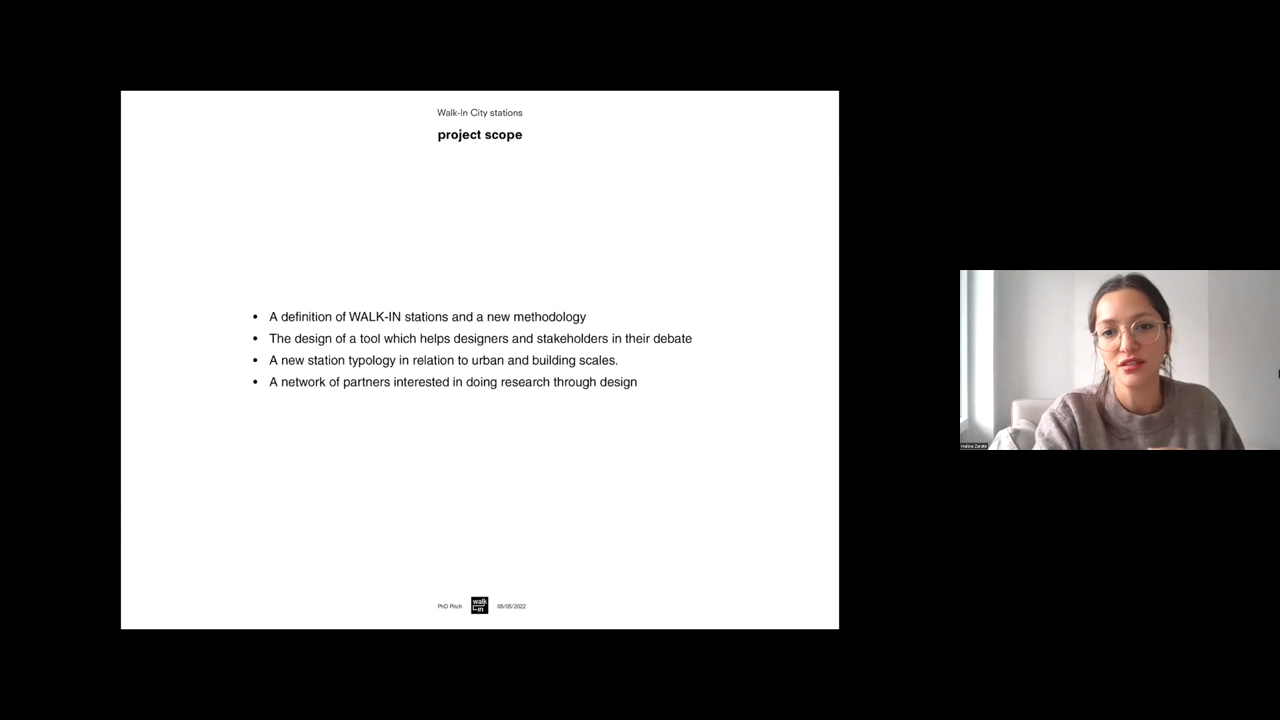 Walk-In City stations
project scope
• A definition of WALK-IN stations and a new methodology
• The design of a tool which helps designers and stakeholders in their debate
• A new station typology in relation to urban and building scales.
• A network of partners interested in doing research through design
PhD Pitch
walk
in
05/05/2022
Halina Zarate